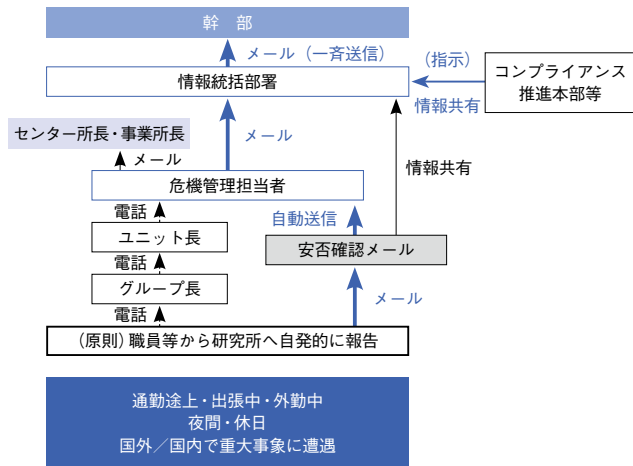 幹 部
メール（一斉送信）
（指示）
コンプライアンス
推進本部等
情報統括部署
情報共有
センター所長・事業所長
メール
メール
情報共有
危機管理担当者
電話
自動送信
ユニット長
安否確認メール
電話
グループ長
電話
メール
（原則）職員等から研究所へ自発的に報告
通勤途上・出張中・外勤中
夜間・休日
国外／国内で重大事象に遭遇